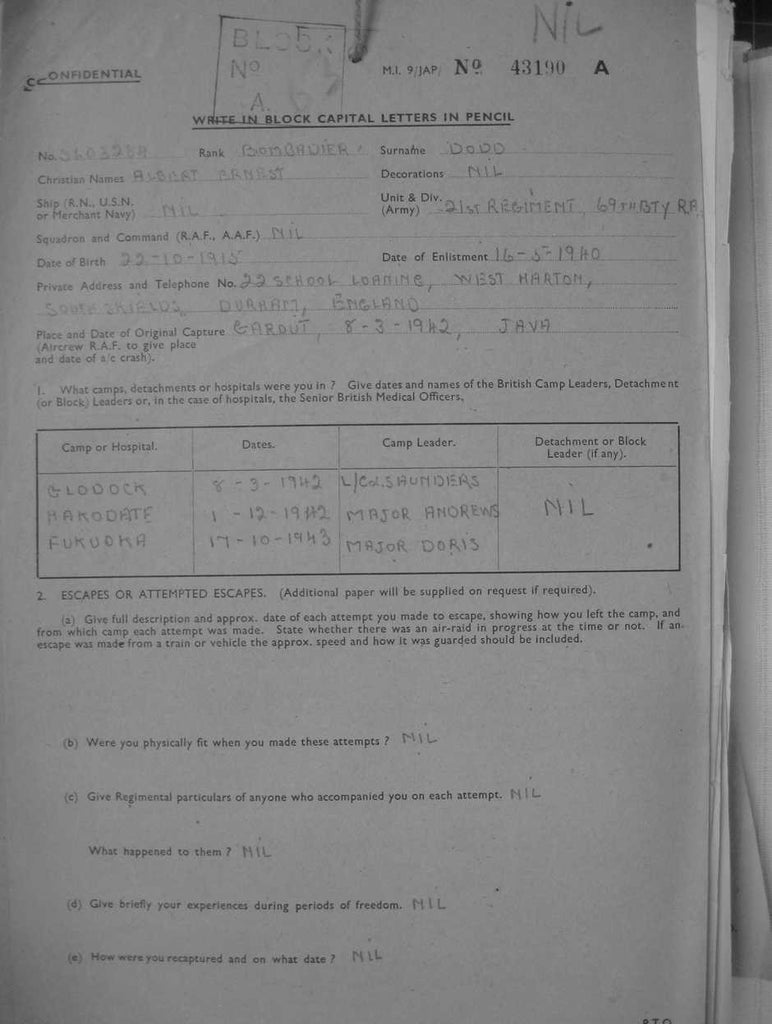 NIL
BLOCK
No
A.
CONFIDENTIAL
M.I. 9/JAP/ No 43190 A
WRITE IN BLOCK CAPITAL LETTERS IN PENCIL
No. Rank BOMBADIER Surname DODD
Christian Names ALBERT ERNEST Decorations NIL
Ship (R.N., U.S.N. or Merchant Navy) NIL Unit & Div. (Army) 21ST REGIMENT, 69TH BTY R.A.
Squadron and Command (R.A.F., A.A.F.) NIL
Date of Birth 22-10-1915 Date of Enlistment 16-5-1940
Private Address and Telephone No. 22 SCHOOL LOANING, WEST HARTON,
SOUTH SHIELDS, DURHAM, ENGLAND
Place and Date of Original Capture GAROUT, 8-3-1942, JAVA
(Aircrew R.A.F. to give place
and date of a/c crash).
1. What camps, detachments or hospitals were you in ? Give dates and names of the British Camp Leaders, Detachment
(or Block) Leaders or, in the case of hospitals, the Senior British Medical Officers.
Camp or Hospital. Dates. Camp Leader. Detachment or Block Leader (if any).
GLODOCK 8-3-1942 L/Col. SAUNDERS
HAKODATE 1-12-1942 MAJOR ANDREWS NIL
FUKUOKA 17-10-1943 MAJOR DORIS
2. ESCAPES OR ATTEMPTED ESCAPES. (Additional paper will be supplied on request if required).
(a) Give full description and approx. date of each attempt you made to escape, showing how you left the camp, and
from which camp each attempt was made. State whether there was an air-raid in progress at the time or not. If an
escape was made from a train or vehicle the approx. speed and how it was guarded should be included.
(b) Were you physically fit when you made these attempts ? NIL
(c) Give Regimental particulars of anyone who accompanied you on each attempt. NIL
What happened to them ? NIL
(d) Give briefly your experiences during periods of freedom. NIL
(e) How were you recaptured and on what date ? NIL
P.T.O.